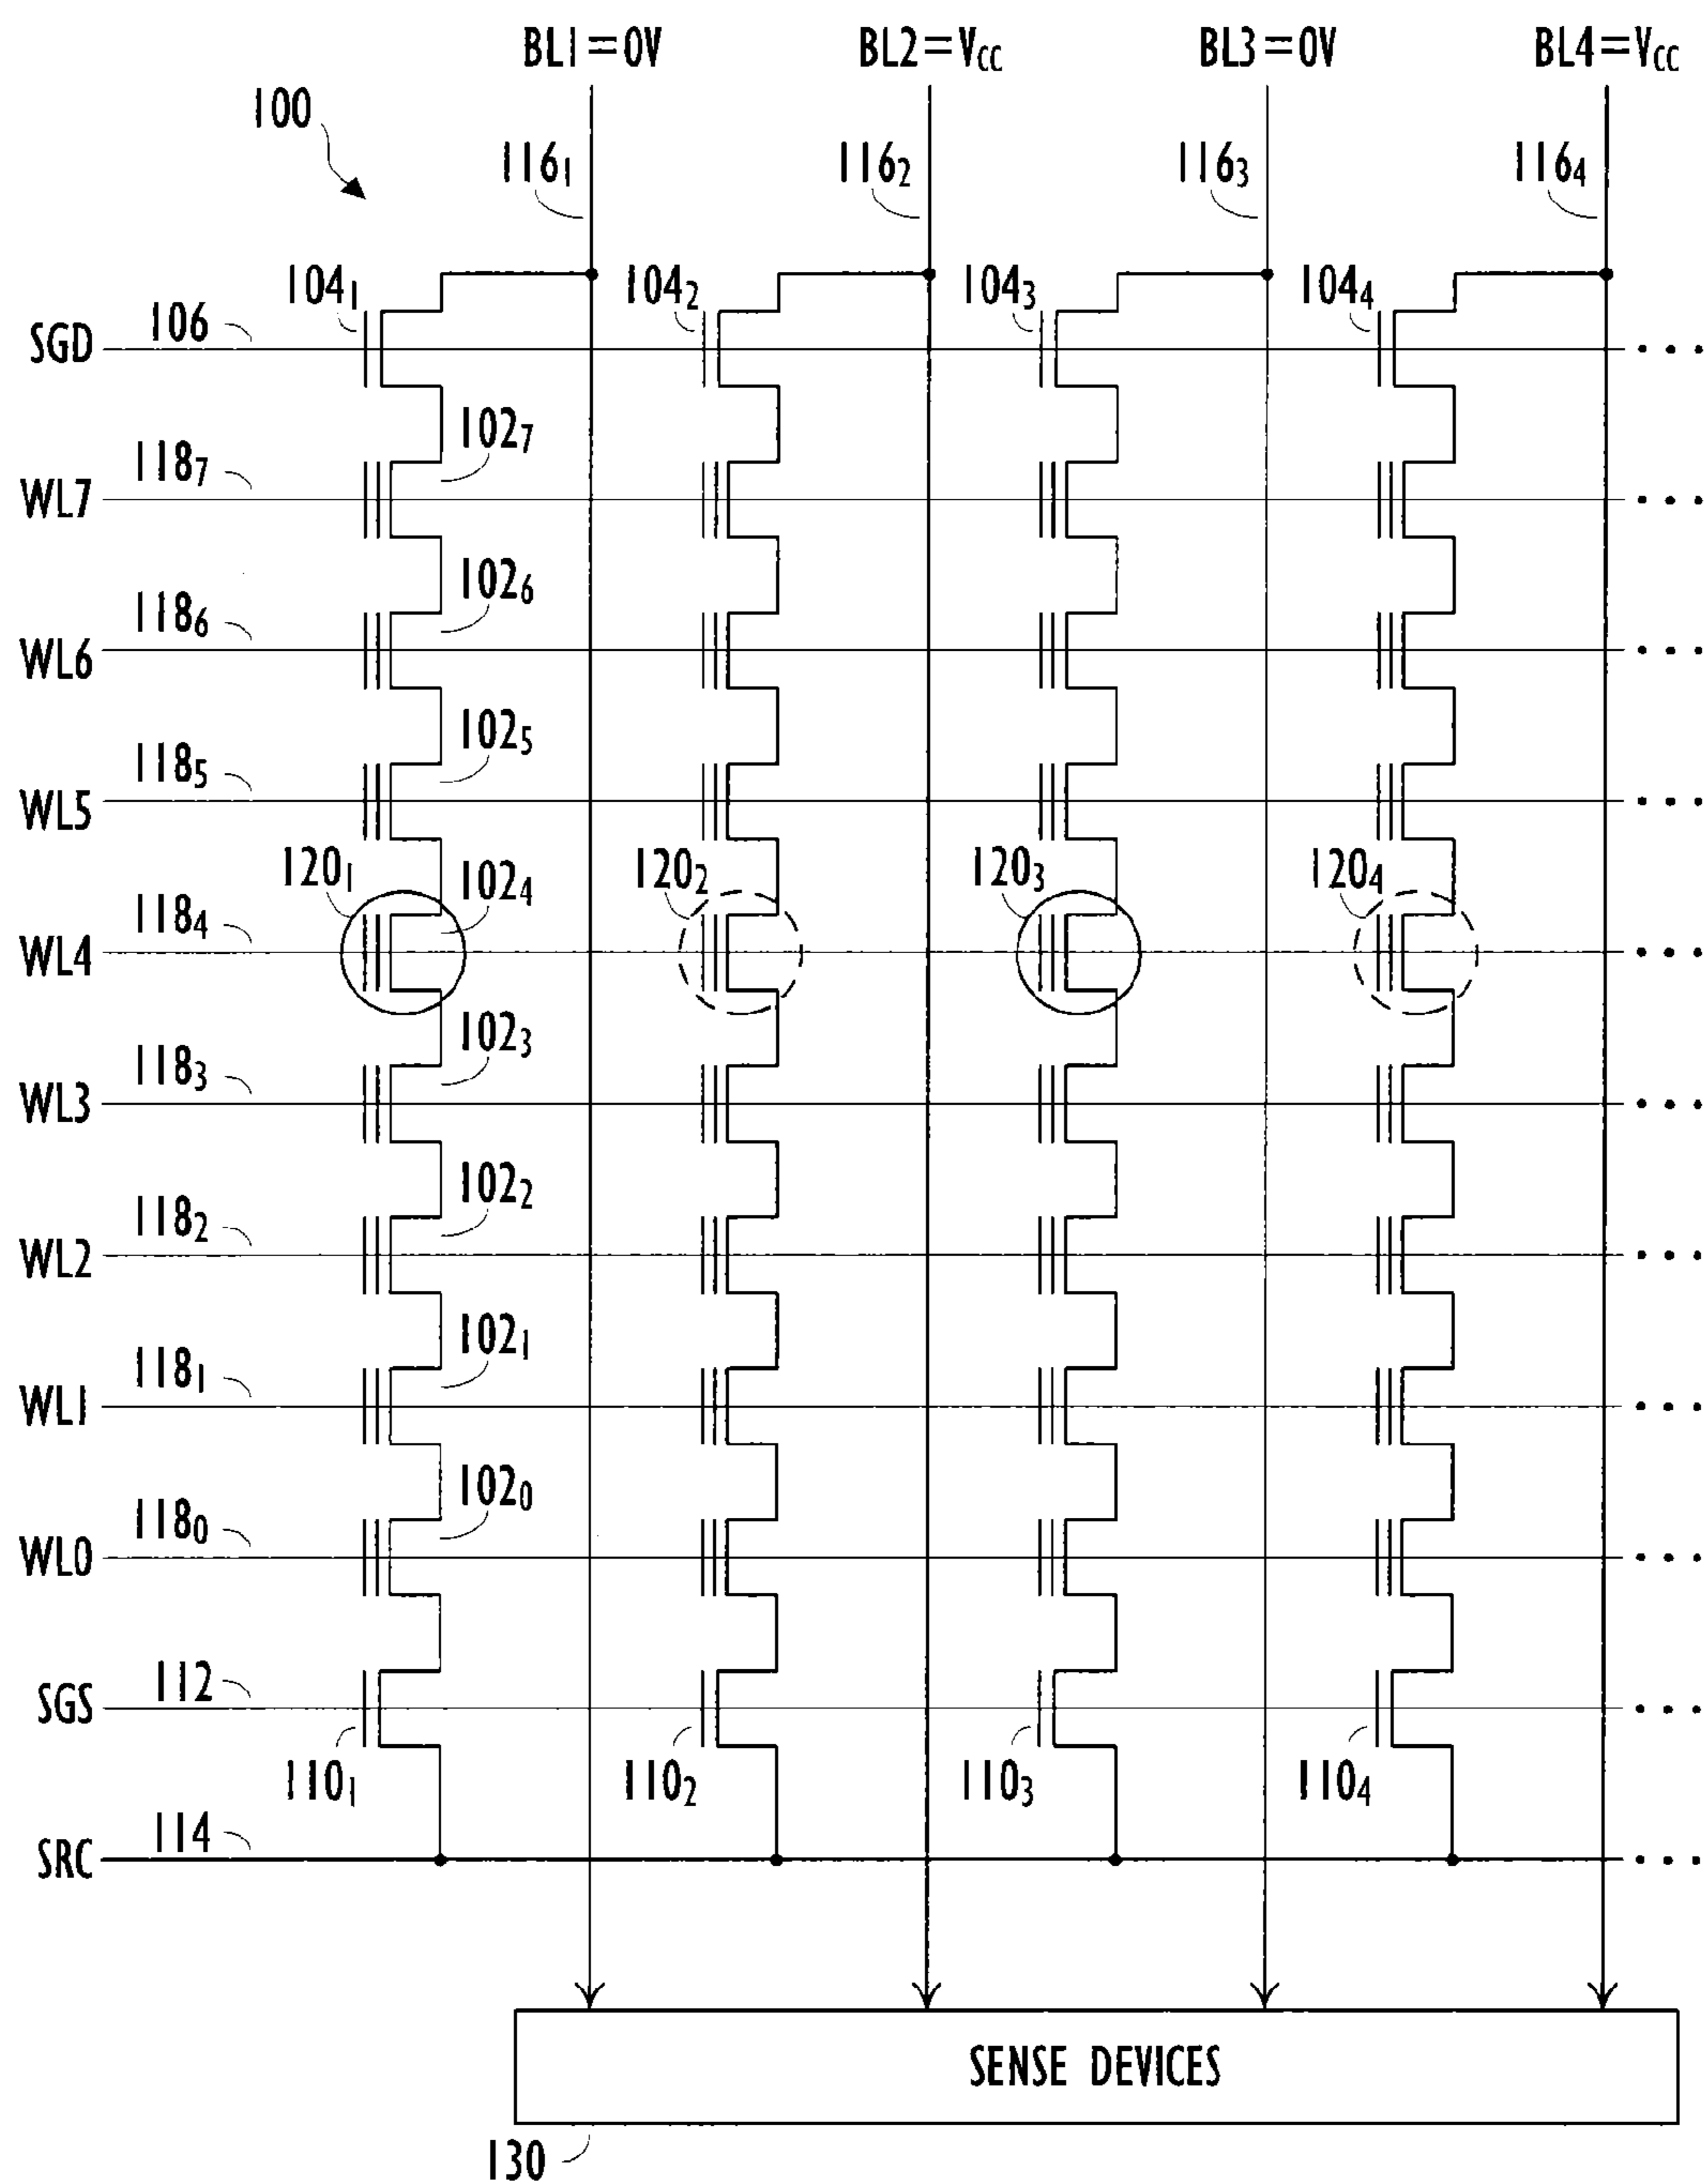 BL1=0V BL2=VCC BL3=0V BL4=VCC
100
116₁ 116₂ 116₃ 116₄
104₁ 104₂ 104₃ 104₄
SGD 106
102₇
WL7 118₇
102₆
WL6 118₆
102₅
WL5 118₅
120₁ 102₄ 120₂ 120₃ 120₄
WL4 118₄
102₃
WL3 118₃
102₂
WL2 118₂
102₁
WL1 118₁
102₀
WL0 118₀
SGS 112
110₁ 110₂ 110₃ 110₄
SRC 114
SENSE DEVICES
130